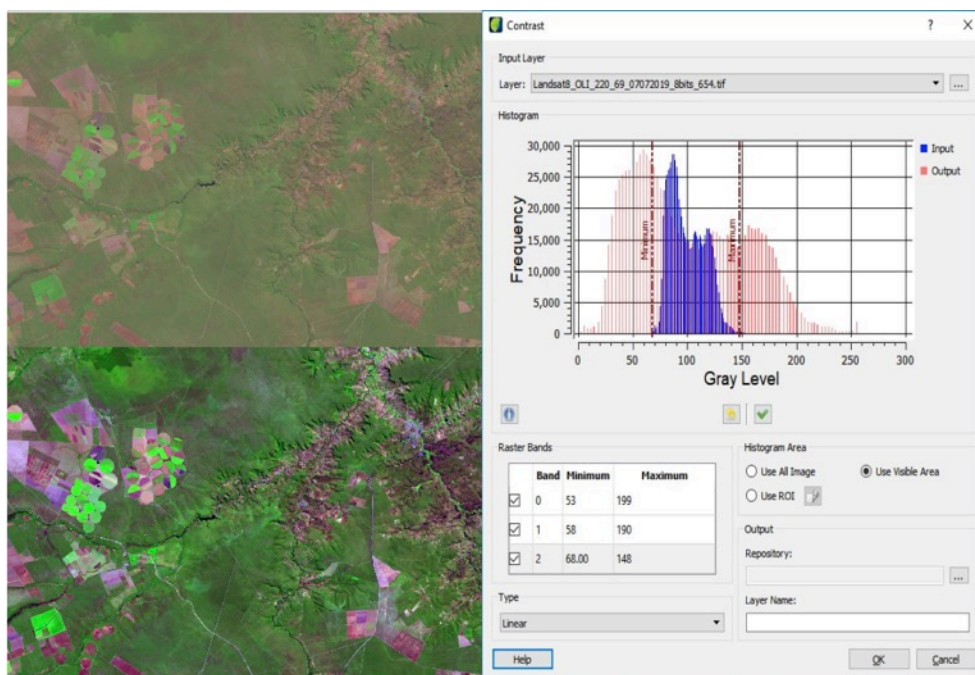 Contrast
? X
Input Layer
Layer: Landsat8_OLI_220_69_07072019_8bits_654.tif
...
Histogram
30,000
25,000
20,000
15,000
10,000
5,000
0
Frequency
Minimum
Maximum
0 50 100 150 200 250 300
Gray Level
Input
Output
Raster Bands
Band Minimum Maximum
0 53 199
1 58 190
2 68.00 148
Histogram Area
Use All Image
Use Visible Area
Use ROI
Output
Repository:
...
Layer Name:
Type
Linear
Help
OK
Cancel